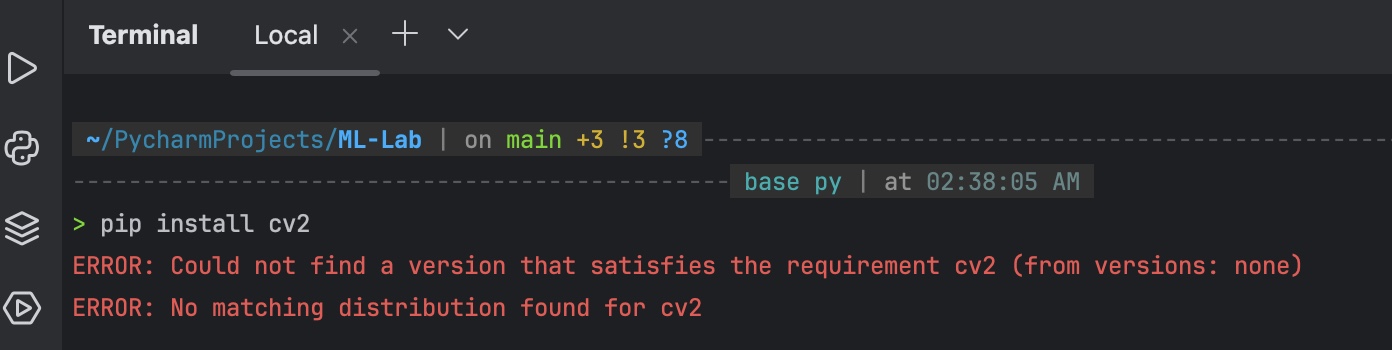 Terminal Local
~/PycharmProjects/ML-Lab | on main +3 !3 ?8
base py | at 02:38:05 AM
> pip install cv2
ERROR: Could not find a version that satisfies the requirement cv2 (from versions: none)
ERROR: No matching distribution found for cv2